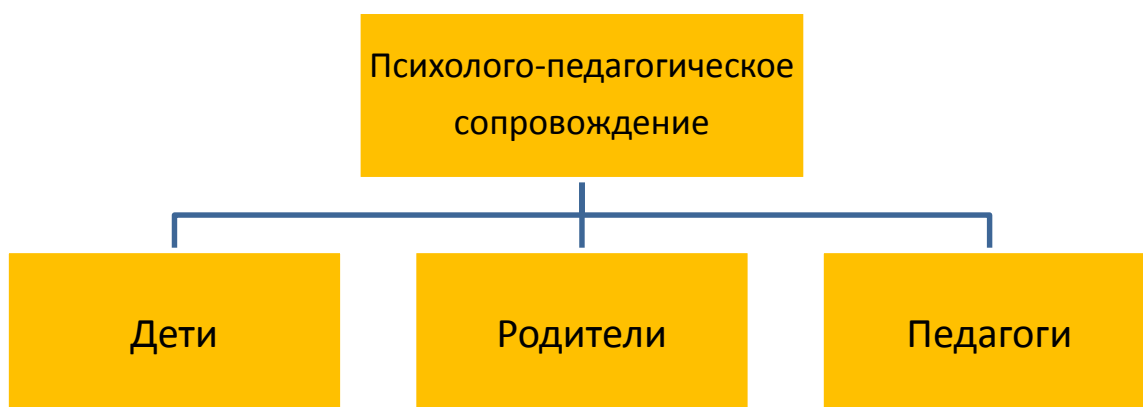 Психолого-педагогическое
сопровождение
Дети
Родители
Педагоги